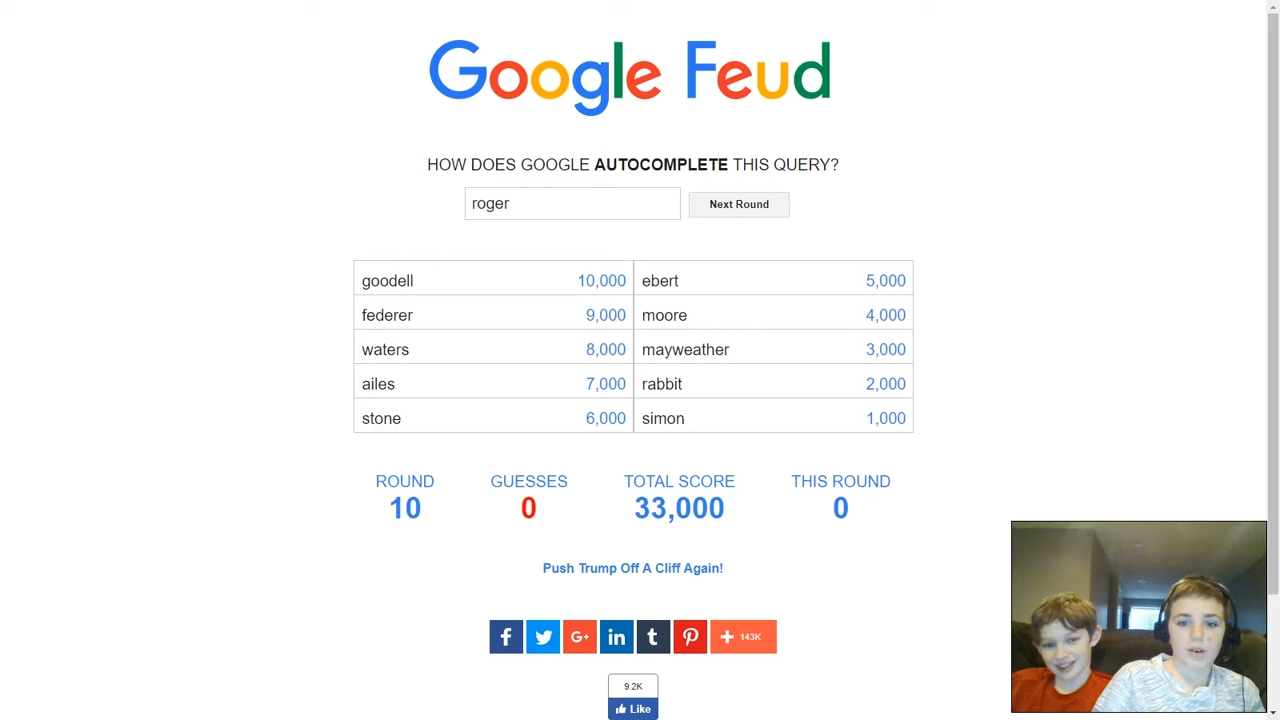 Google Feud
HOW DOES GOOGLE AUTOCOMPLETE THIS QUERY?
roger
Next Round
goodell 10,000 ebert 5,000
federer 9,000 moore 4,000
waters 8,000 mayweather 3,000
ailes 7,000 rabbit 2,000
stone 6,000 simon 1,000
ROUND GUESSES TOTAL SCORE THIS ROUND
10 0 33,000 0
Push Trump Off A Cliff Again!
f G+ in t 143K
9.2K
Like